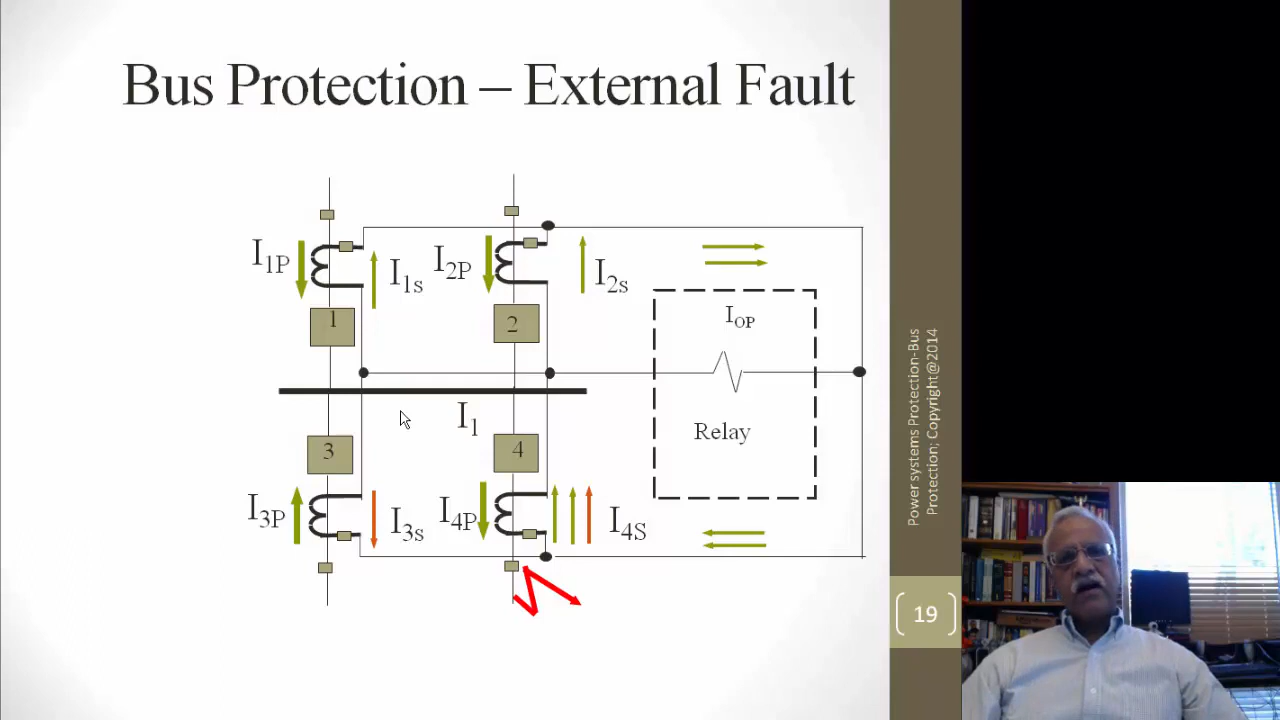 Bus Protection – External Fault
I1P
I1s
I2P
I2s
IOP
1
2
Relay
I1
3
4
I3P
I3s
I4P
I4S
Power systems Protection-Bus
Protection; Copyright@2014
19